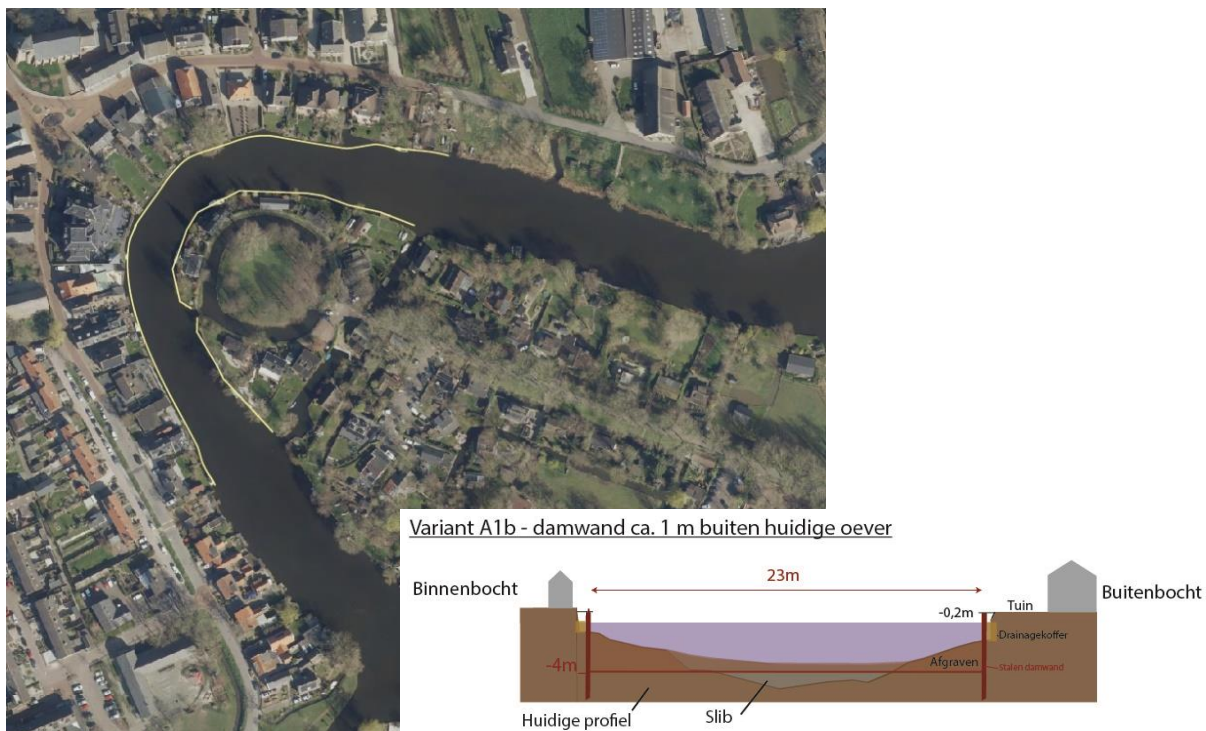 Variant A1b - damwand ca. 1 m buiten huidige oever
23m
Binnenbocht
-0,2m
Tuin
Buitenbocht
Drainagekoffer
-4m
Afgraven
Stalen damwand
Huidige profiel
Slib